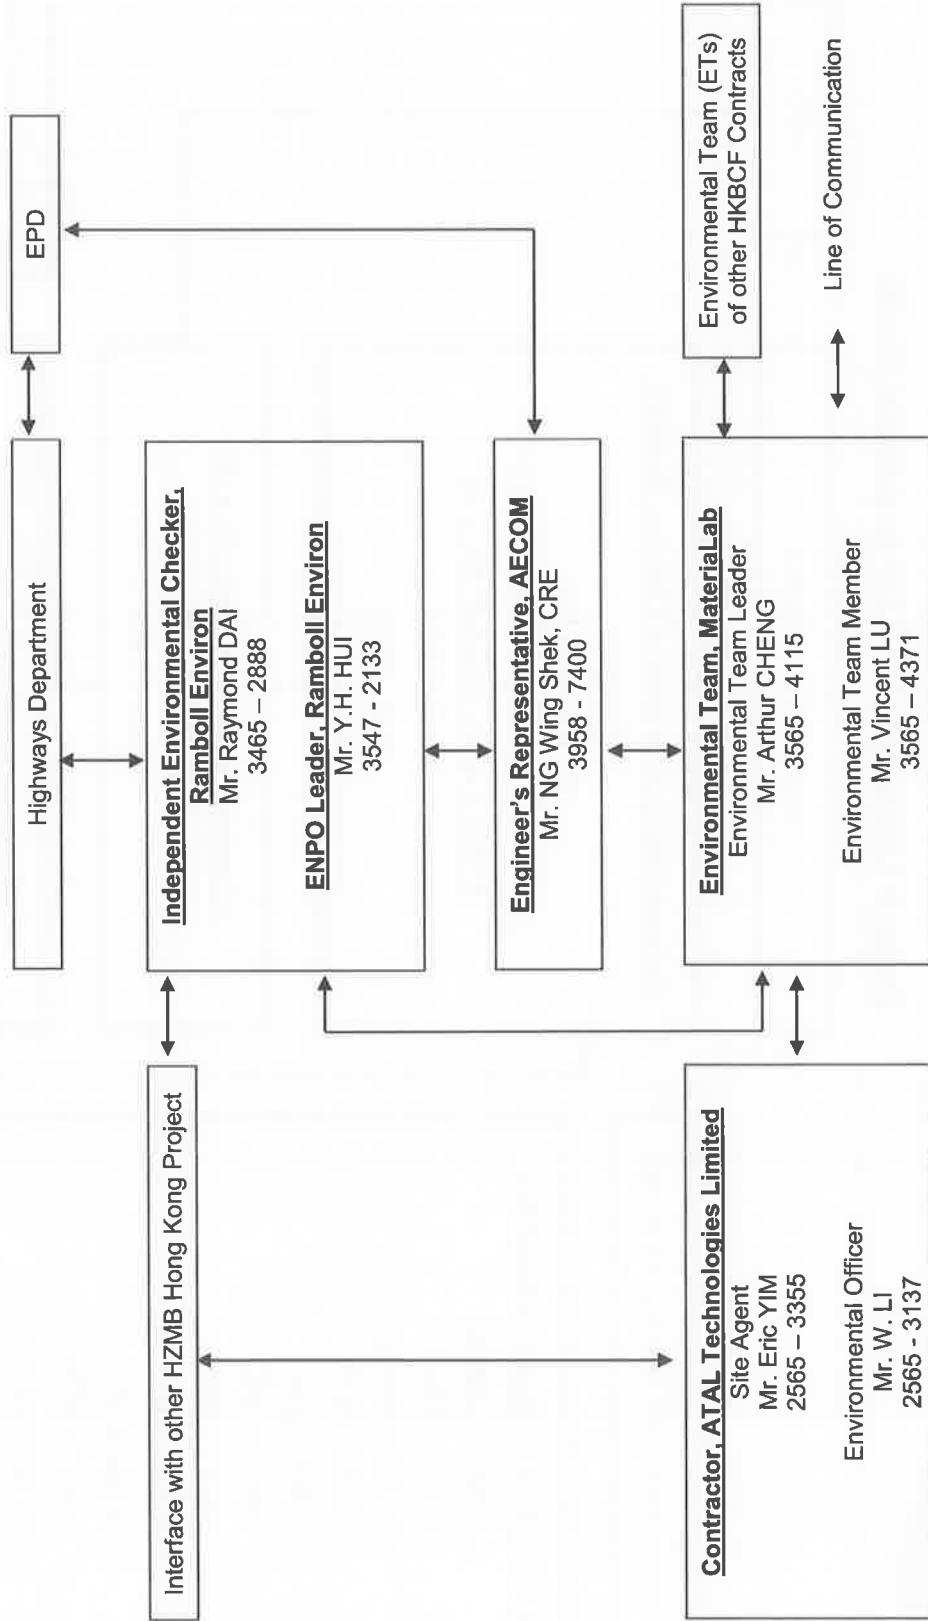 Highways Department
EPD
Interface with other HZMB Hong Kong Project
Independent Environmental Checker,
Ramboll Environ
Mr. Raymond DAI
3465 – 2888
ENPO Leader, Ramboll Environ
Mr. Y.H. HUI
3547 - 2133
Engineer's Representative, AECOM
Mr. NG Wing Shek, CRE
3958 - 7400
Contractor, ATAL Technologies Limited
Site Agent
Mr. Eric YIM
2565 – 3355
Environmental Officer
Mr. W. LI
2565 - 3137
Environmental Team, MateriaLab
Environmental Team Leader
Mr. Arthur CHENG
3565 – 4115
Environmental Team Member
Mr. Vincent LU
3565 – 4371
Environmental Team (ETs)
of other HKBCF Contracts
Line of Communication